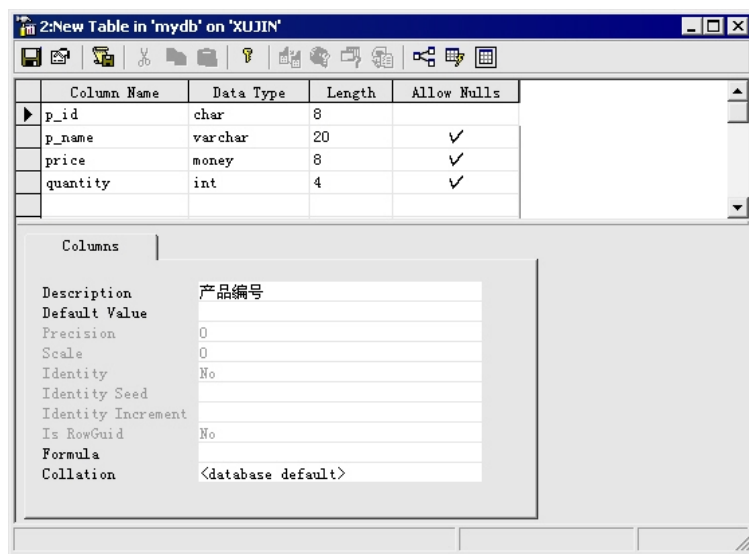 2:New Table in 'mydb' on 'XUJIN'
Column Name Data Type Length Allow Nulls
p_id char 8
p_name varchar 20
price money 8
quantity int 4
Columns
Description 产品编号
Default Value
Precision 0
Scale 0
Identity No
Identity Seed
Identity Increment
Is RowGuid No
Formula
Collation <database default>